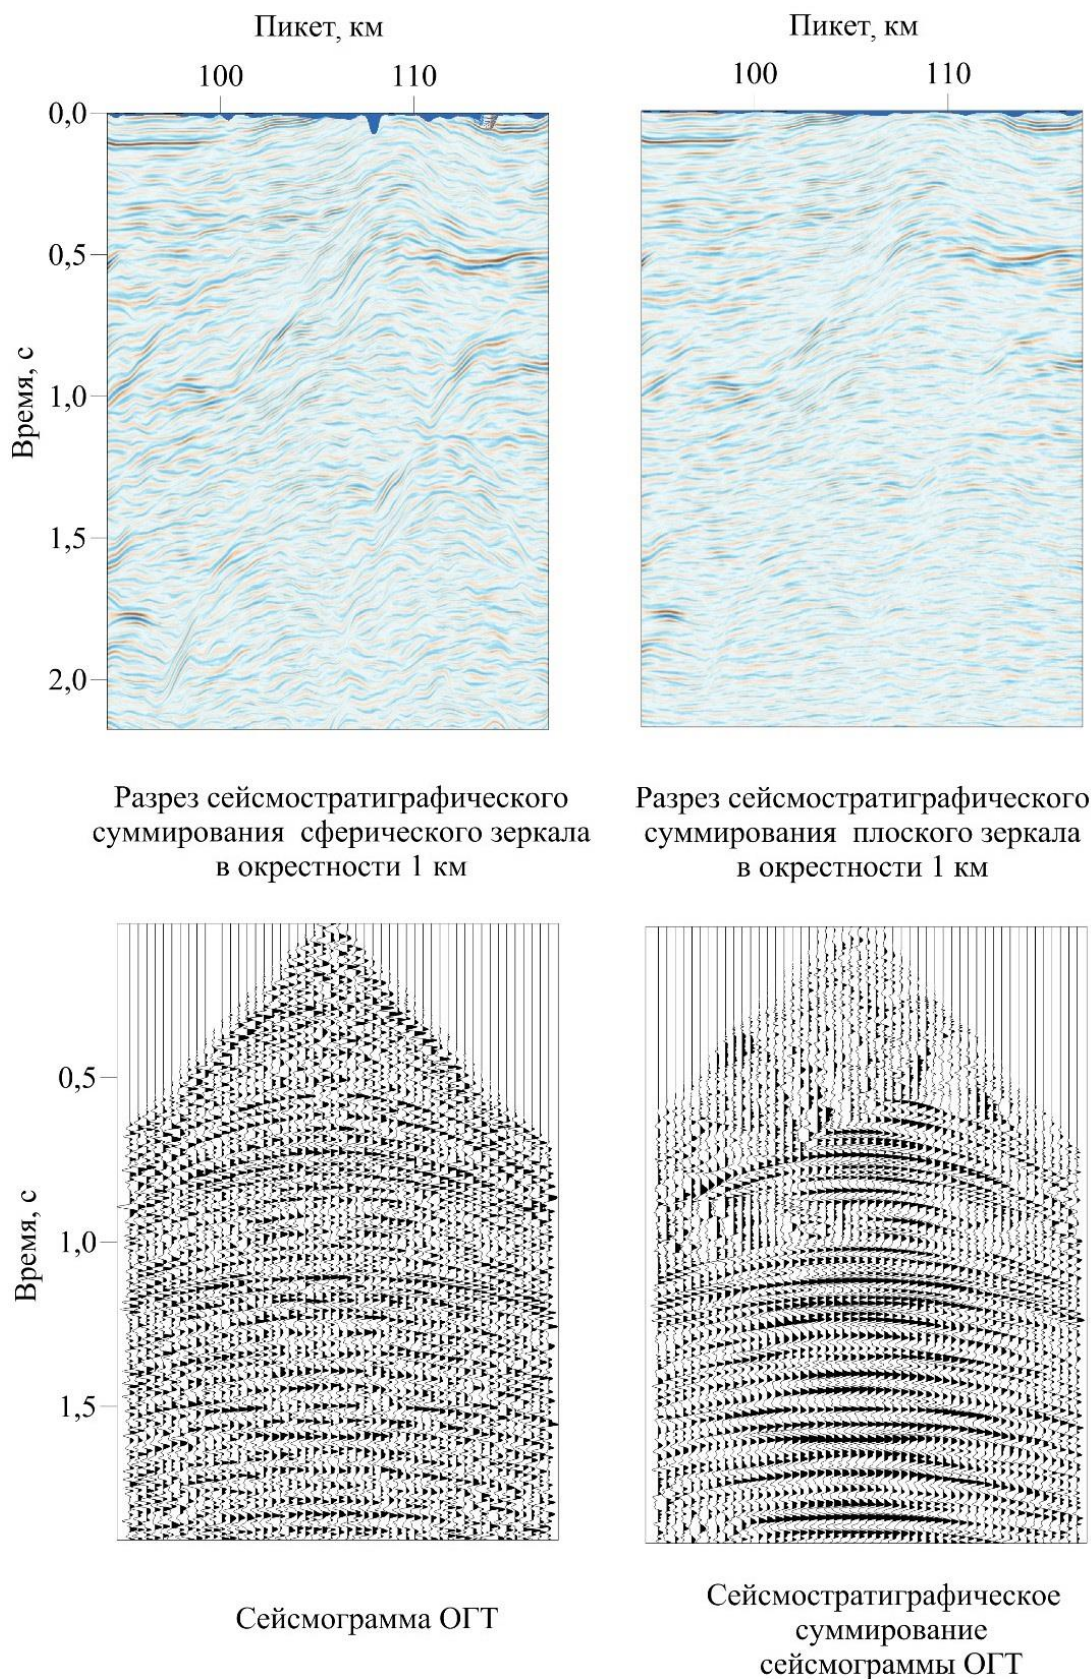 Пикет, км
Пикет, км
100
110
100
110
0,0
0,5
1,0
1,5
2,0
Время, с
Разрез сейсмостратиграфического
суммирования сферического зеркала
в окрестности 1 км
Разрез сейсмостратиграфического
суммирования плоского зеркала
в окрестности 1 км
0,5
1,0
1,5
Время, с
Сейсмограмма ОГТ
Сейсмостратиграфическое
суммирование
сейсмограммы ОГТ